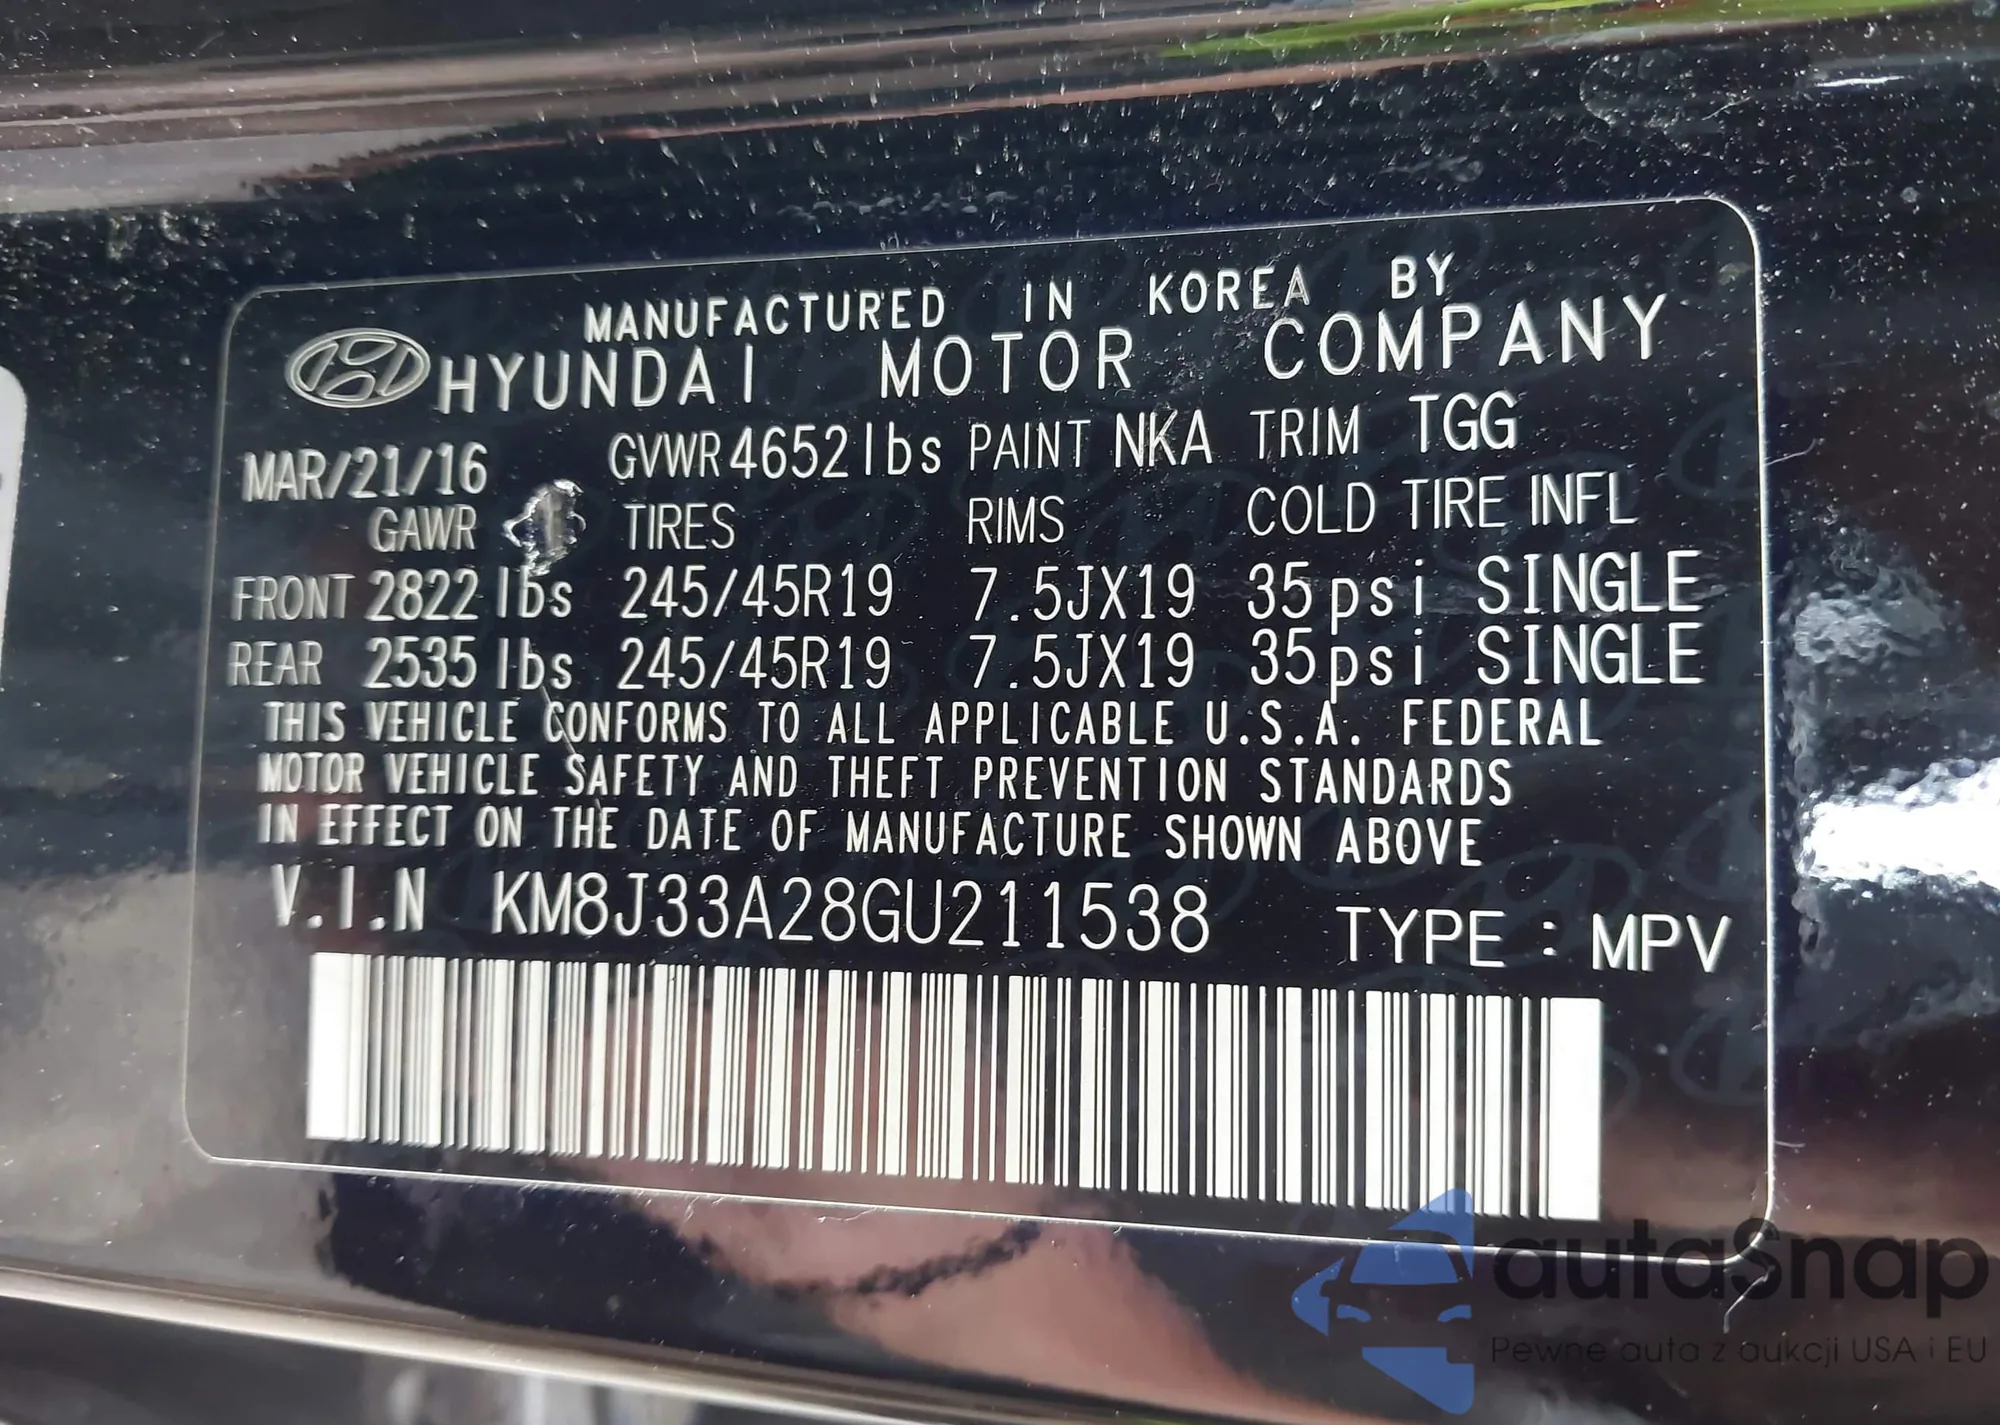 MANUFACTURED IN KOREA BY
HYUNDAI MOTOR COMPANY
MAR/21/16 GVWR 4652 lbs PAINT NKA TRIM TGG
GAWR TIRES RIMS COLD TIRE INFL
FRONT 2822 lbs 245/45R19 7.5JX19 35psi SINGLE
REAR 2535 lbs 245/45R19 7.5JX19 35psi SINGLE
THIS VEHICLE CONFORMS TO ALL APPLICABLE U.S.A. FEDERAL
MOTOR VEHICLE SAFETY AND THEFT PREVENTION STANDARDS
IN EFFECT ON THE DATE OF MANUFACTURE SHOWN ABOVE
V.I.N KM8J33A28GU211538 TYPE : MPV
autaSnap
Pewne auta z aukcji USA i EU